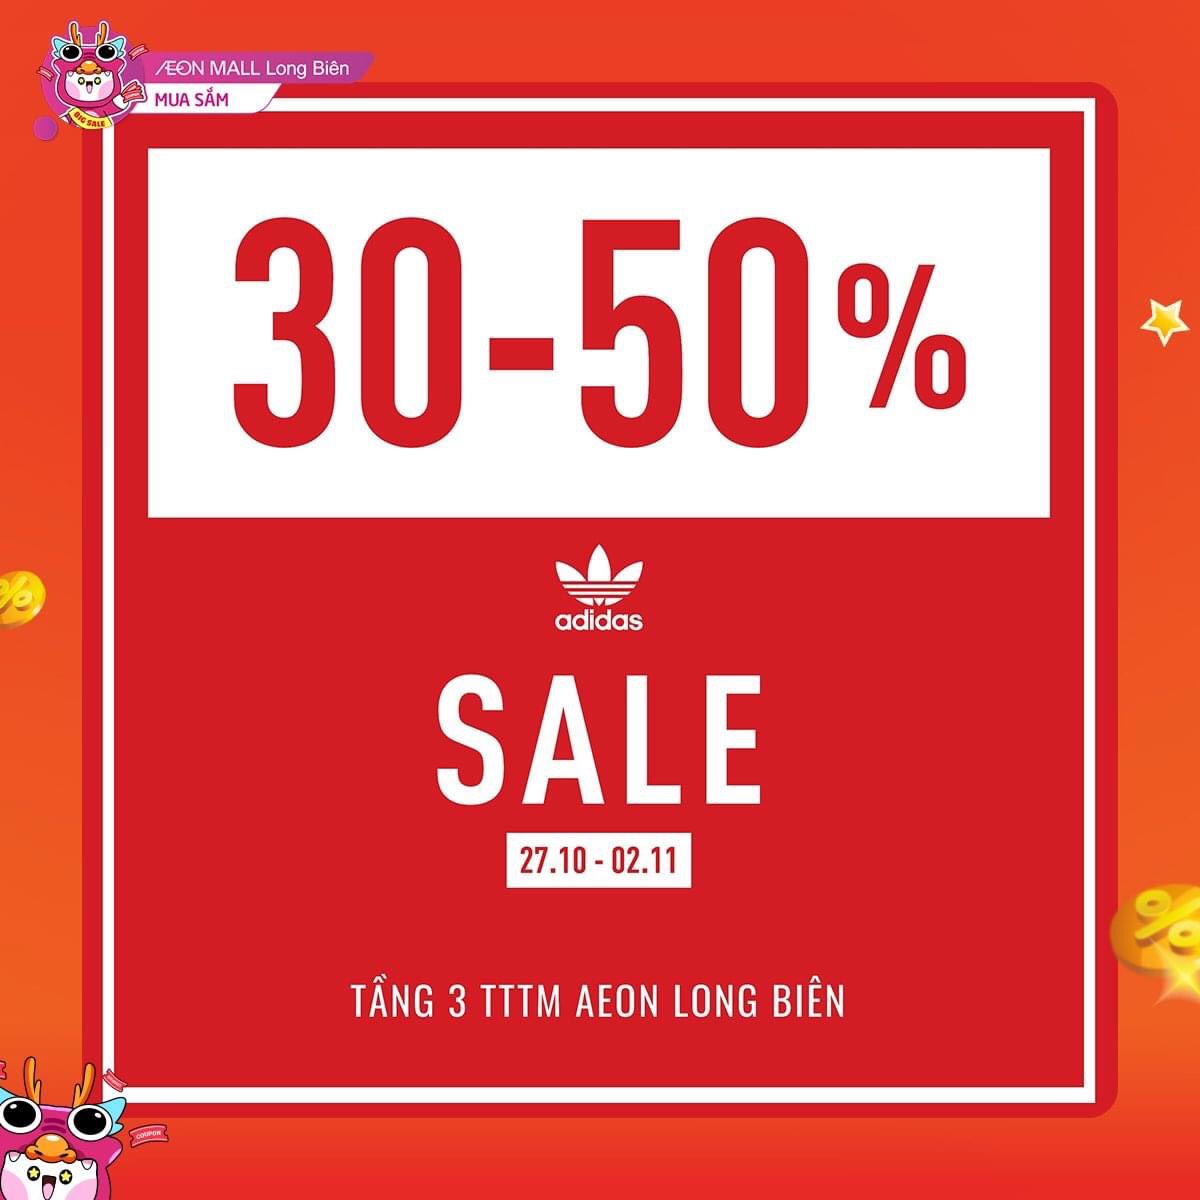 ÆON MALL Long Biên
MUA SẮM
BIG SALE
30-50%
adidas
SALE
27.10 - 02.11
TẦNG 3 TTTM AEON LONG BIÊN
%
%
COUPON